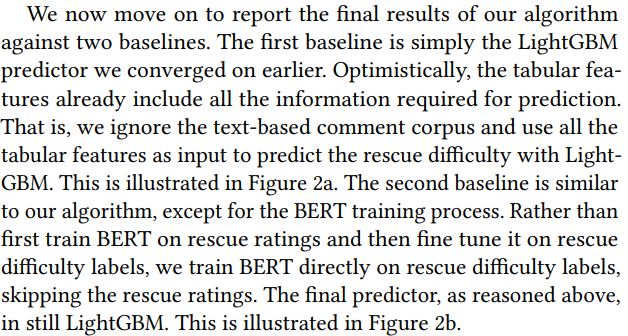 We now move on to report the final results of our algorithm
against two baselines. The first baseline is simply the LightGBM
predictor we converged on earlier. Optimistically, the tabular fea-
tures already include all the information required for prediction.
That is, we ignore the text-based comment corpus and use all the
tabular features as input to predict the rescue difficulty with Light-
GBM. This is illustrated in Figure 2a. The second baseline is similar
to our algorithm, except for the BERT training process. Rather than
first train BERT on rescue ratings and then fine tune it on rescue
difficulty labels, we train BERT directly on rescue difficulty labels,
skipping the rescue ratings. The final predictor, as reasoned above,
in still LightGBM. This is illustrated in Figure 2b.